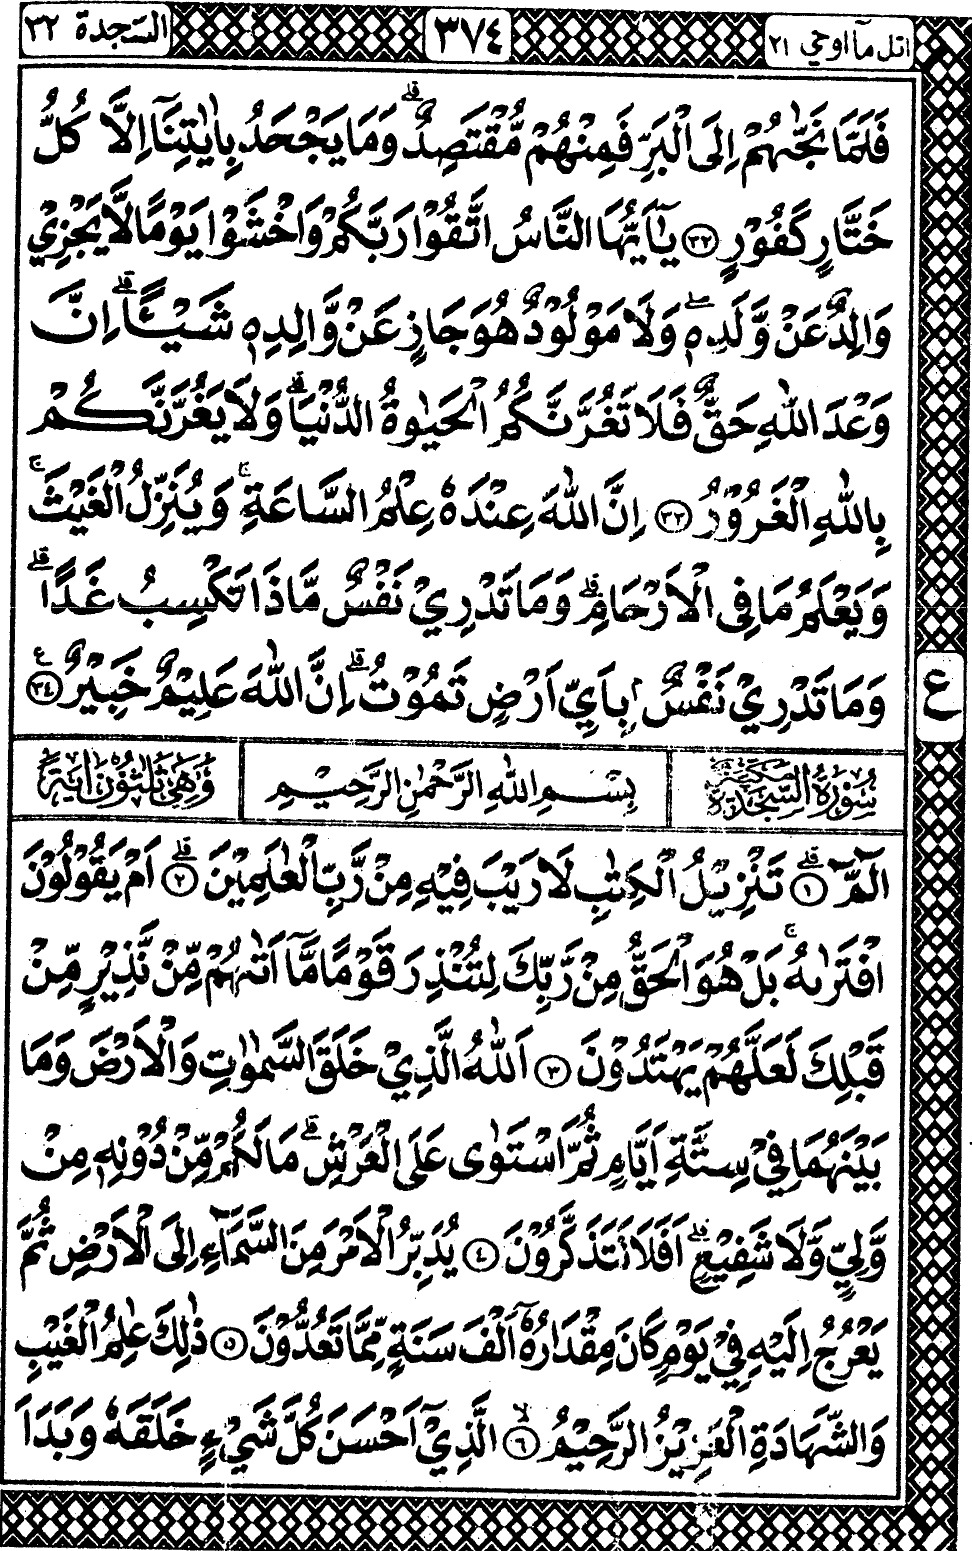 اتل ماۤ اوحي ٢١ ٣٧٤ السّجدة ٣٢
فَلَمَّا نَجّٰىهُمْ اِلَى الْبَرِّ فَمِنْهُمْ مُّقْتَصِدٌ ؕ وَمَا يَجْحَدُ بِاٰيٰتِنَاۤ اِلَّا كُلُّ
خَتَّارٍ كَفُوْرٍ ﴿٣٢﴾ يٰۤاَيُّهَا النَّاسُ اتَّقُوْا رَبَّكُمْ وَاخْشَوْا يَوْمًا لَّا يَجْزِيْ
وَالِدٌ عَنْ وَّلَدِهٖ ۫ وَلَا مَوْلُوْدٌ هُوَ جَازٍ عَنْ وَّالِدِهٖ شَيْـًٔا ؕ اِنَّ
وَعْدَ اللّٰهِ حَقٌّ فَلَا تَغُرَّنَّكُمُ الْحَيٰوةُ الدُّنْيَا ۥ وَلَا يَغُرَّنَّكُمْ
بِاللّٰهِ الْغَرُوْرُ ﴿٣٣﴾ اِنَّ اللّٰهَ عِنْدَهٗ عِلْمُ السَّاعَةِ ۚ وَيُنَزِّلُ الْغَيْثَ ۚ
وَيَعْلَمُ مَا فِى الْاَرْحَامِ ؕ وَمَا تَدْرِيْ نَفْسٌ مَّاذَا تَكْسِبُ غَدًا ؕ
وَمَا تَدْرِيْ نَفْسٌۢ بِاَيِّ اَرْضٍ تَمُوْتُ ؕ اِنَّ اللّٰهَ عَلِيْمٌ خَبِيْرٌ ﴿٣٤﴾ ع
ع
سُوْرَةُ السَّجْدَةِ مَكِّيَّةٌ بِسْمِ اللّٰهِ الرَّحْمٰنِ الرَّحِيْمِ وَّهِيَ ثَلٰثُوْنَ اٰيَةً
الٓمّٓ ﴿١﴾ تَنْزِيْلُ الْكِتٰبِ لَا رَيْبَ فِيْهِ مِنْ رَّبِّ الْعٰلَمِيْنَ ﴿٢﴾ اَمْ يَقُوْلُوْنَ
افْتَرٰىهُ ۚ بَلْ هُوَ الْحَقُّ مِنْ رَّبِّكَ لِتُنْذِرَ قَوْمًا مَّاۤ اَتٰىهُمْ مِّنْ نَّذِيْرٍ مِّنْ
قَبْلِكَ لَعَلَّهُمْ يَهْتَدُوْنَ ﴿٣﴾ اَللّٰهُ الَّذِيْ خَلَقَ السَّمٰوٰتِ وَالْاَرْضَ وَمَا
بَيْنَهُمَا فِيْ سِتَّةِ اَيَّامٍ ثُمَّ اسْتَوٰى عَلَى الْعَرْشِ ؕ مَا لَكُمْ مِّنْ دُوْنِهٖ مِنْ
وَّلِيٍّ وَّلَا شَفِيْعٍ ؕ اَفَلَا تَتَذَكَّرُوْنَ ﴿٤﴾ يُدَبِّرُ الْاَمْرَ مِنَ السَّمَآءِ اِلَى الْاَرْضِ ثُمَّ
يَعْرُجُ اِلَيْهِ فِيْ يَوْمٍ كَانَ مِقْدَارُهٗۤ اَلْفَ سَنَةٍ مِّمَّا تَعُدُّوْنَ ﴿٥﴾ ذٰلِكَ عٰلِمُ الْغَيْبِ
وَالشَّهَادَةِ الْعَزِيْزُ الرَّحِيْمُ ﴿٦﴾ الَّذِيْۤ اَحْسَنَ كُلَّ شَيْءٍ خَلَقَهٗ وَبَدَاَ